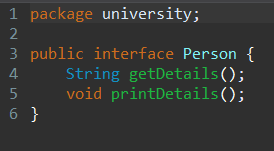 1 package university;
2
3 public interface Person {
4     String getDetails();
5     void printDetails();
6 }